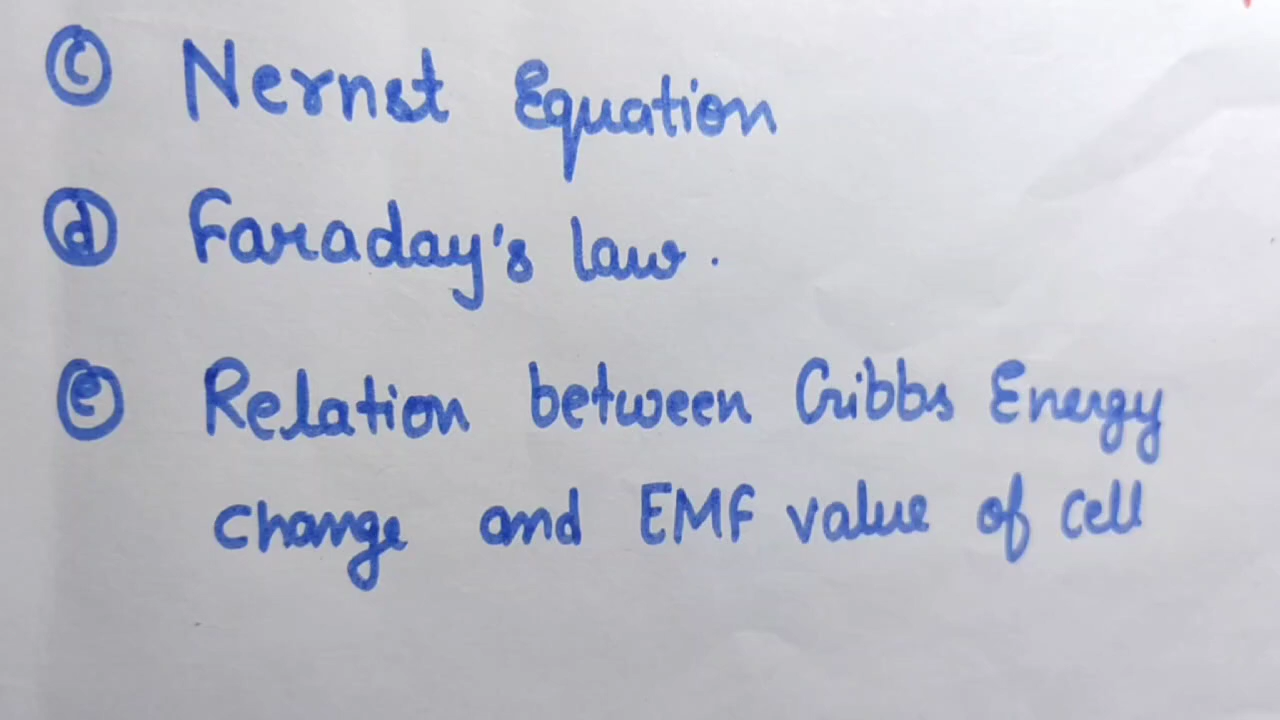 (c) Nernst Equation
(d) Faraday's law.
(e) Relation between Gibbs Energy
change and EMF value of cell